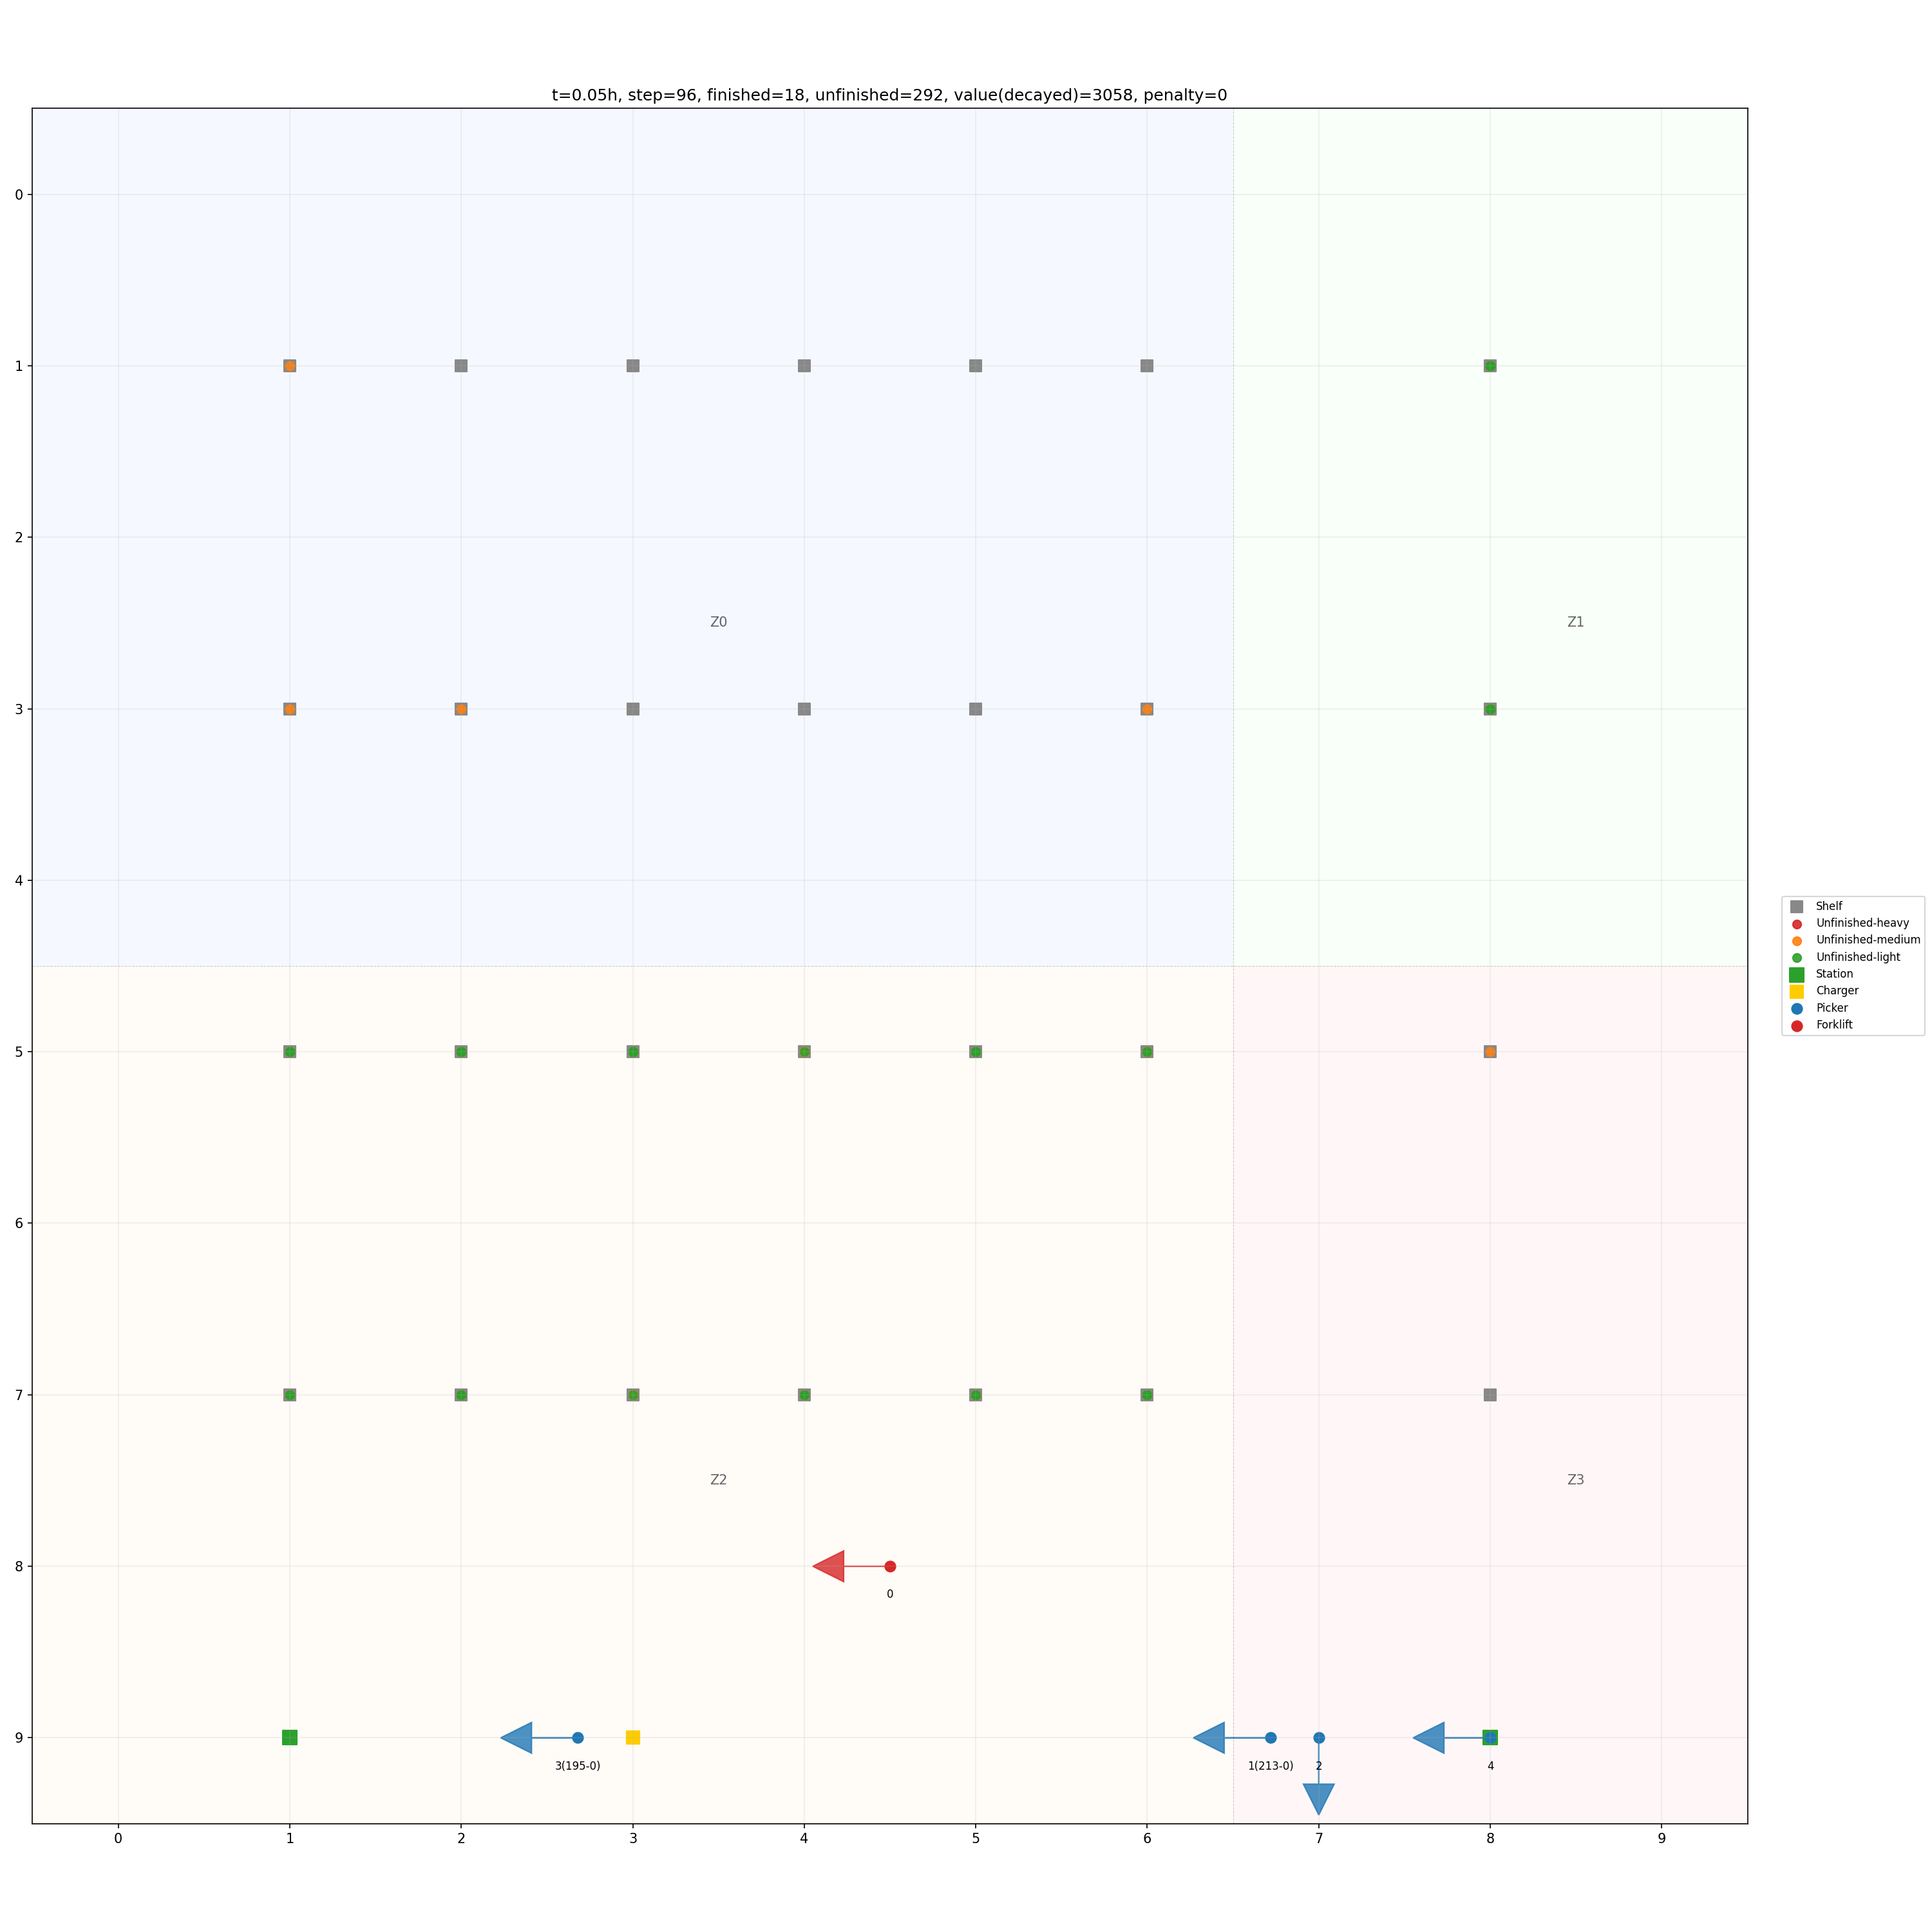 t=0.05h, step=96, finished=18, unfinished=292, value(decayed)=3058, penalty=0
0
1
2
Z0
Z1
3
4
Shelf
Unfinished-heavy
Unfinished-medium
Unfinished-light
Station
Charger
Picker
Forklift
5
6
7
Z2
Z3
8
0
9
3(195-0)
1(213-0)
2
4
0
1
2
3
4
5
6
7
8
9